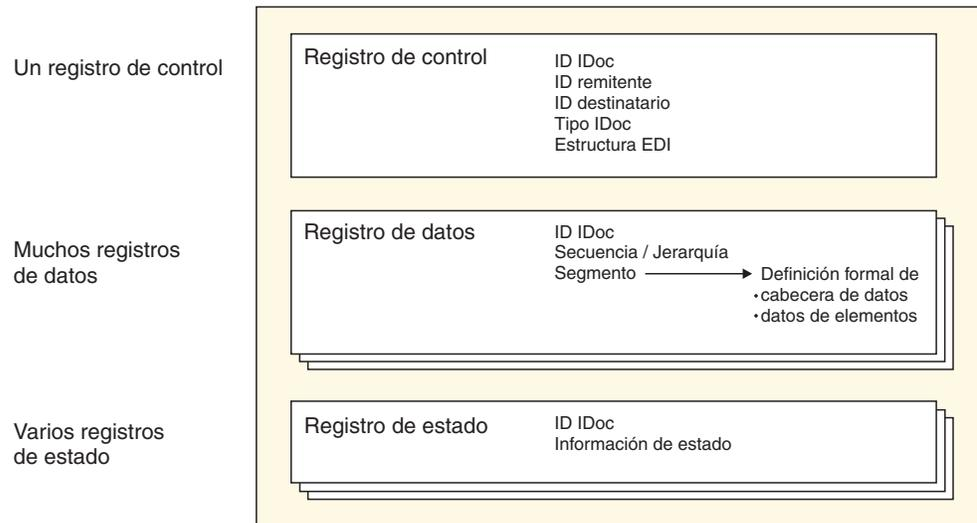 Un registro de control
Registro de control
ID IDoc
ID remitente
ID destinatario
Tipo IDoc
Estructura EDI
Muchos registros
de datos
Registro de datos
ID IDoc
Secuencia / Jerarquía
Segmento
Definición formal de
•cabecera de datos
•datos de elementos
Varios registros
de estado
Registro de estado
ID IDoc
Información de estado